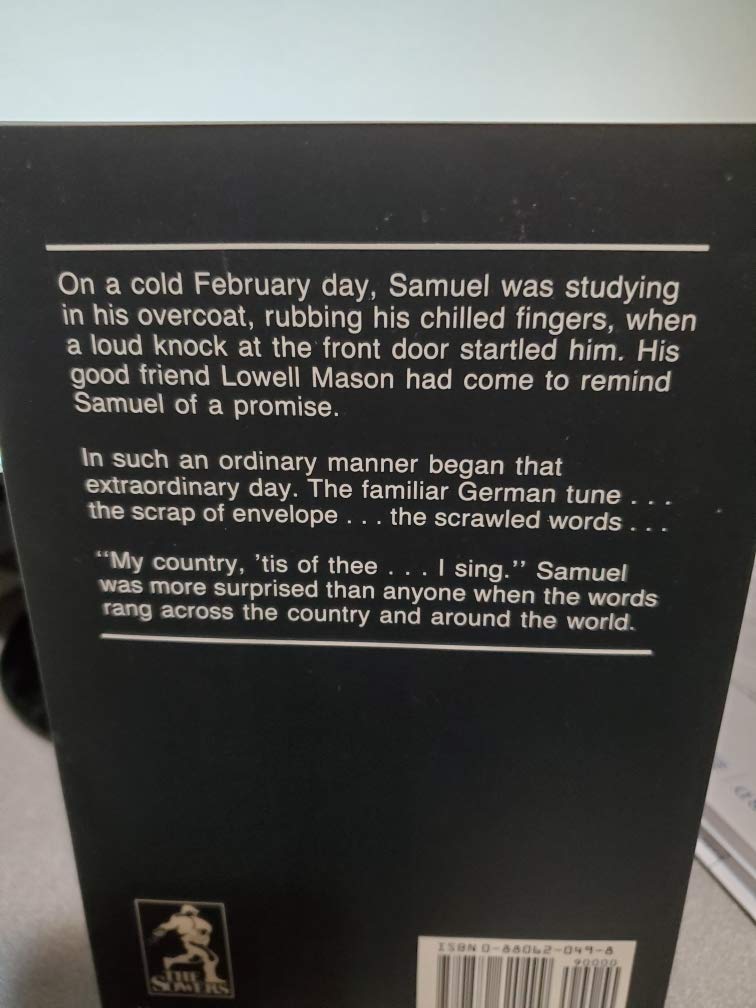 On a cold February day, Samuel was studying
in his overcoat, rubbing his chilled fingers, when
a loud knock at the front door startled him. His
good friend Lowell Mason had come to remind
Samuel of a promise.
In such an ordinary manner began that
extraordinary day. The familiar German tune . . .
the scrap of envelope . . . the scrawled words . . .
“My country, ’tis of thee . . . I sing.” Samuel
was more surprised than anyone when the words
rang across the country and around the world.
THE
SOWERS
ISBN 0-88062-049-8
90000